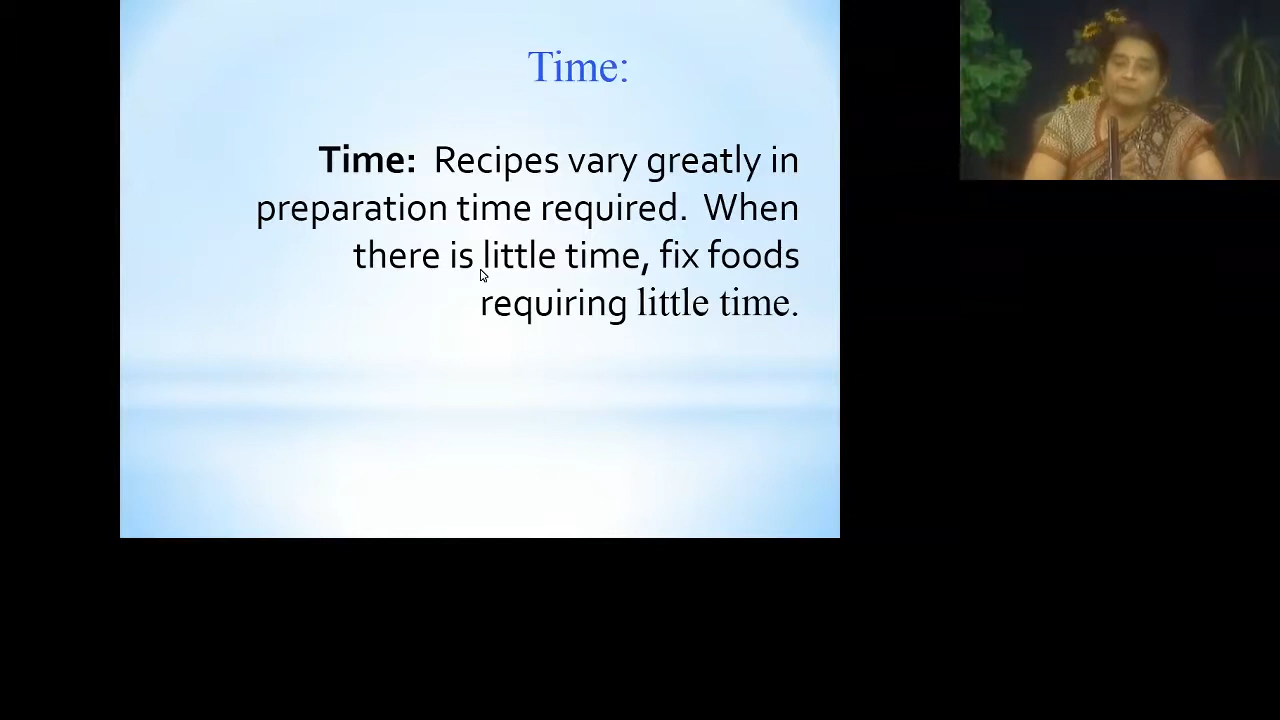 Time:
Time: Recipes vary greatly in
preparation time required. When
there is little time, fix foods
requiring little time.